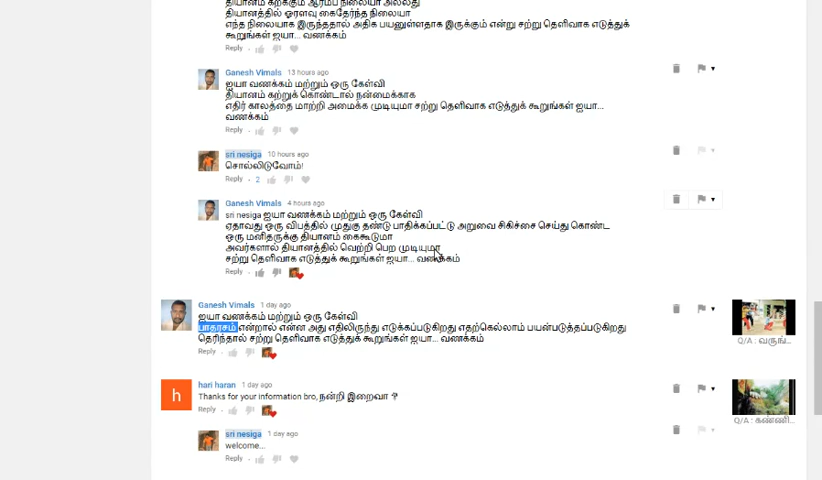 தியானம் கற்க்கும் ஆரம்ப நிலையா அல்லது
தியானத்தில் ஓரளவு கைதேர்ந்த நிலையா
எந்த நிலையாக இருந்ததால் அதிக பயனுள்ளதாக இருக்கும் என்று சற்று தெளிவாக எடுத்துக்
கூறுங்கள் ஐயா... வணக்கம்
Reply
Ganesh Vimals 13 hours ago
ஐயா வணக்கம் மற்றும் ஒரு கேள்வி
தியானம் கற்றுக் கொண்டால் நன்மைக்காக
எதிர் காலத்தை மாற்றி அமைக்க முடியுமா சற்று தெளிவாக எடுத்துக் கூறுங்கள் ஐயா...
வணக்கம்
Reply
sri nesiga 10 hours ago
சொல்லிடுவோம்!
Reply 2
Ganesh Vimals 4 hours ago
sri nesiga ஐயா வணக்கம் மற்றும் ஒரு கேள்வி
ஏதாவது ஒரு விபத்தில் முதுகு தண்டு பாதிக்கப்பட்டு அறுவை சிகிச்சை செய்து கொண்ட
ஒரு மனிதருக்கு தியானம் கைகூடுமா
அவர்களால் தியானத்தில் வெற்றி பெற முடியுமா
சற்று தெளிவாக எடுத்துக் கூறுங்கள் ஐயா... வணக்கம்
Reply
Ganesh Vimals 1 day ago
ஐயா வணக்கம் மற்றும் ஒரு கேள்வி
பாதரசம் என்றால் என்ன அது எதிலிருந்து எடுக்கப்படுகிறது எதற்கெல்லாம் பயன்படுத்தப்படுகிறது
தெரிந்தால் சற்று தெளிவாக எடுத்துக் கூறுங்கள் ஐயா... வணக்கம்
Q/A : வருங்...
Reply
hari haran 1 day ago
Thanks for your information bro,நன்றி இறைவா ?
Reply
Q/A : கண்ணி...
sri nesiga 1 day ago
welcome...
Reply
h